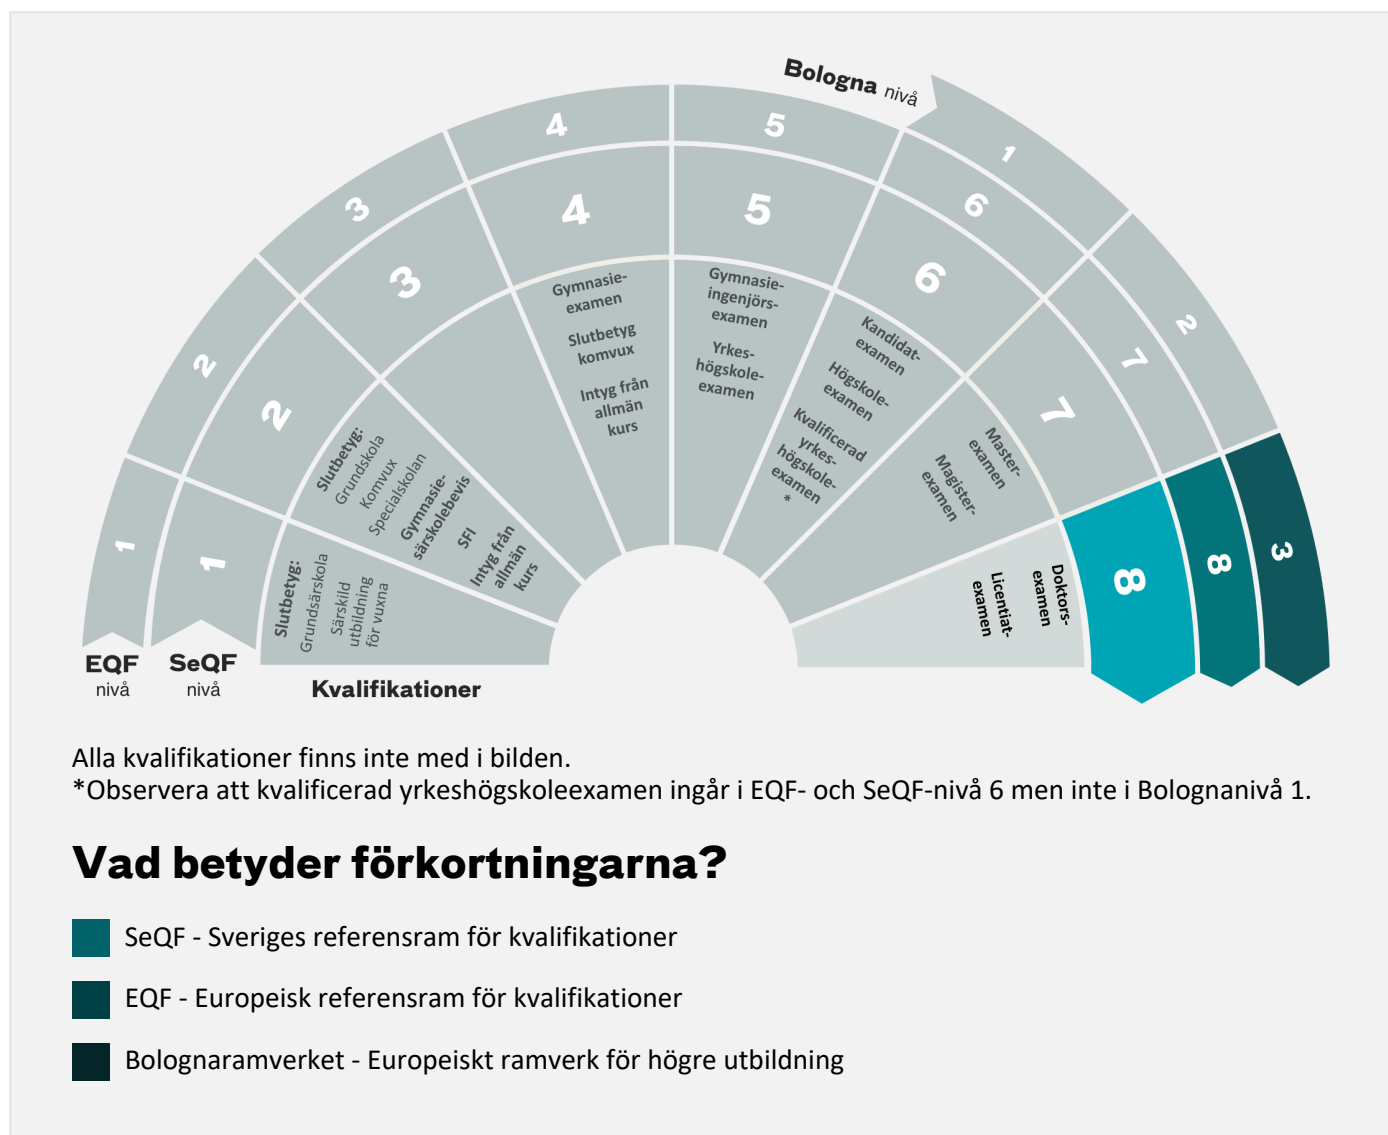 Bologna nivå
1
2
3
1
2
3
4
5
6
7
8
1
2
3
4
5
6
7
8
Slutbetyg:
Grundsärskola
Särskild
utbildning
för vuxna
Slutbetyg:
Grundskola
Komvux
Specialskolan
Gymnasie-
särskolebevis
SFI
Intyg från
allmän
kurs
Gymnasie-
examen
Slutbetyg
komvux
Intyg från
allmän
kurs
Gymnasie-
ingenjörs-
examen
Yrkes-
högskole-
examen
Kandidat-
examen
Högskole-
examen
Kvalificerad
yrkes-
högskole-
examen
*
Master-
examen
Magister-
examen
Doktors-
examen
Licentiat-
examen
EQF
nivå
SeQF
nivå
Kvalifikationer
Alla kvalifikationer finns inte med i bilden.
*Observera att kvalificerad yrkeshögskoleexamen ingår i EQF- och SeQF-nivå 6 men inte i Bolognanivå 1.
Vad betyder förkortningarna?
SeQF - Sveriges referensram för kvalifikationer
EQF - Europeisk referensram för kvalifikationer
Bolognaramverket - Europeiskt ramverk för högre utbildning